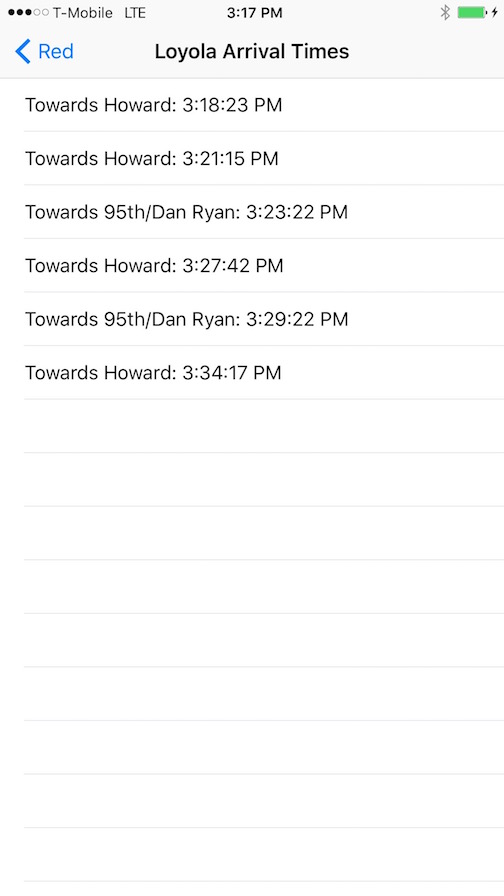 T-Mobile LTE 3:17 PM
Red Loyola Arrival Times
Towards Howard: 3:18:23 PM
Towards Howard: 3:21:15 PM
Towards 95th/Dan Ryan: 3:23:22 PM
Towards Howard: 3:27:42 PM
Towards 95th/Dan Ryan: 3:29:22 PM
Towards Howard: 3:34:17 PM